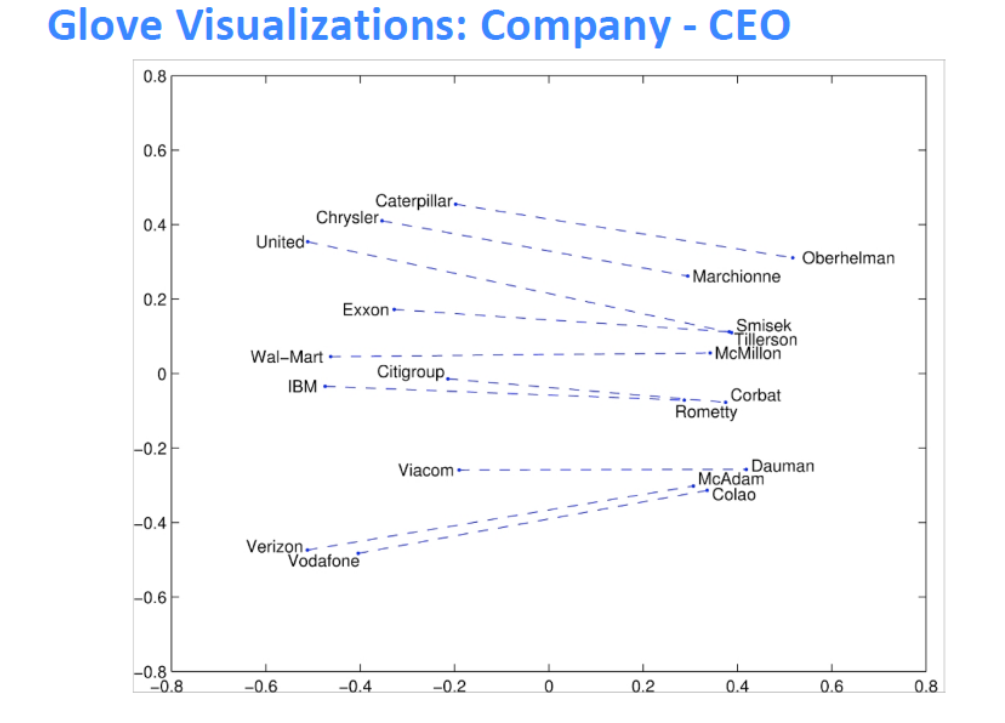 Glove Visualizations: Company - CEO
0.8
0.6
Caterpillar
0.4
Chrysler
United
Oberhelman
Marchionne
0.2
Exxon
Smisek
Tillerson
Wal−Mart
McMillon
0
Citigroup
IBM
Corbat
Rometty
−0.2
Viacom
Dauman
McAdam
Colao
−0.4
Verizon
Vodafone
−0.6
−0.8
−0.8 −0.6 −0.4 −0.2 0 0.2 0.4 0.6 0.8